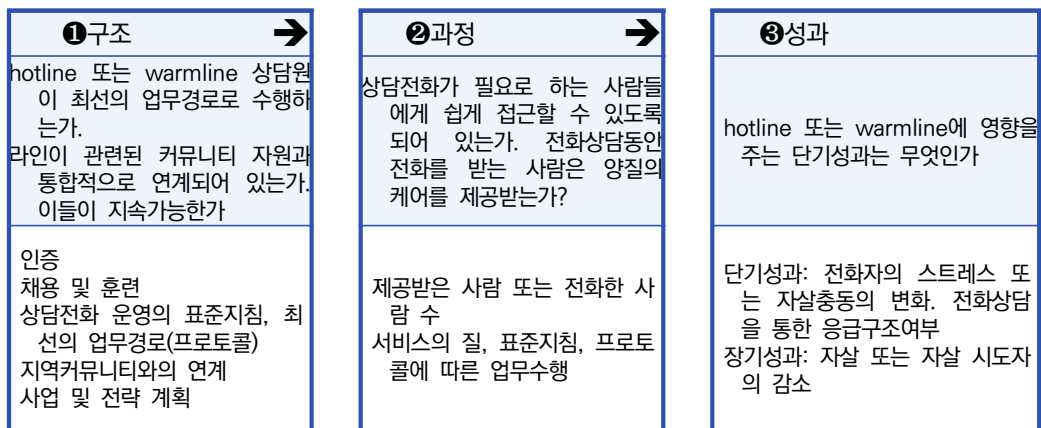 ❶구조 ➔
hotline 또는 warmline 상담원
이 최선의 업무경로로 수행하
는가.
라인이 관련된 커뮤니티 자원과
통합적으로 연계되어 있는가.
이들이 지속가능한가
인증
채용 및 훈련
상담전화 운영의 표준지침, 최
선의 업무경로(프로토콜)
지역커뮤니티와의 연계
사업 및 전략 계획
❷과정 ➔
상담전화가 필요로 하는 사람들
에게 쉽게 접근할 수 있도록
되어 있는가. 전화상담동안
전화를 받는 사람은 양질의
케어를 제공받는가?
제공받은 사람 또는 전화한 사
람 수
서비스의 질, 표준지침, 프로토
콜에 따른 업무수행
❸성과
hotline 또는 warmline에 영향을
주는 단기성과는 무엇인가
단기성과: 전화자의 스트레스 또
는 자살충동의 변화. 전화상담
을 통한 응급구조여부
장기성과: 자살 또는 자살 시도자
의 감소